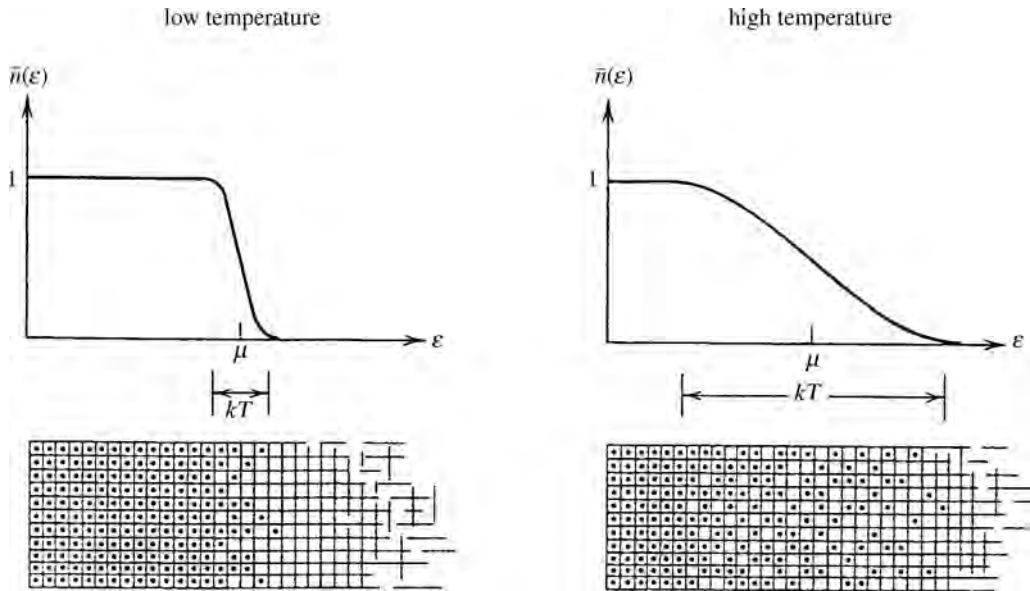 low temperature
n̄(ε)
1
μ
ε
kT
high temperature
n̄(ε)
1
μ
ε
kT